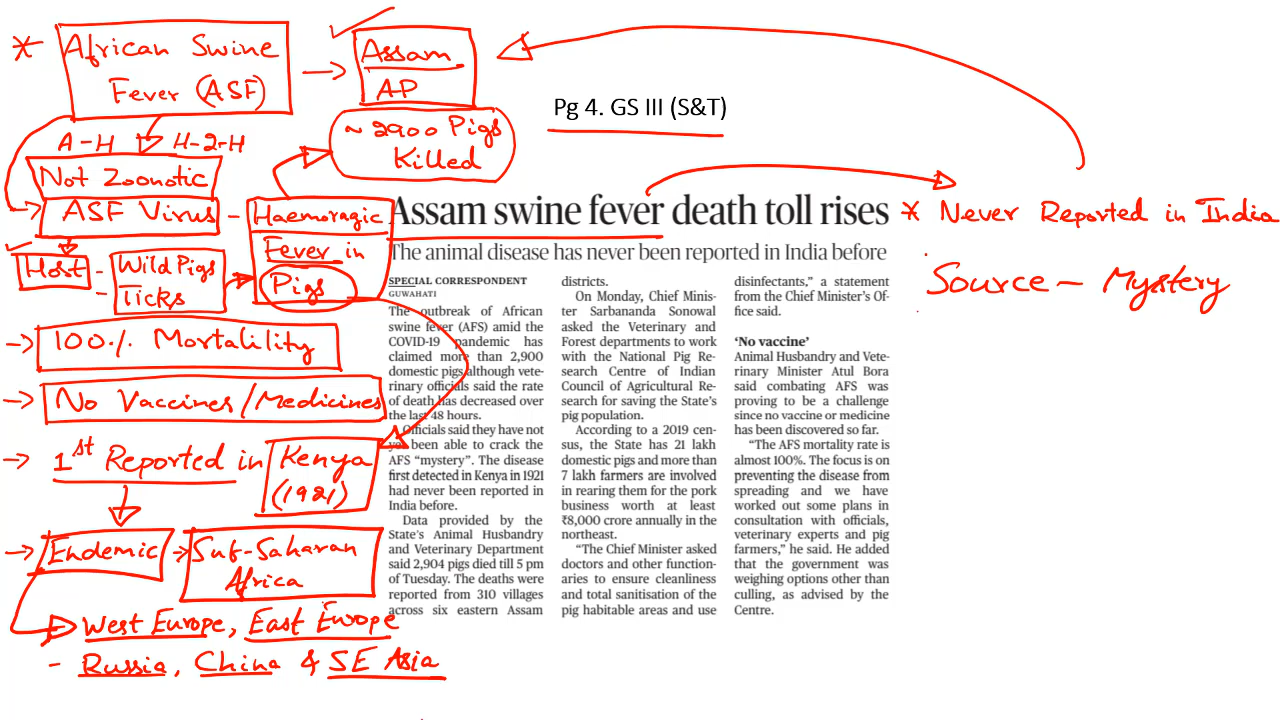 * African Swine
Fever (ASF)
Assam
AP
A-H H-2-H
Not Zoonotic
ASF Virus - Haemoragic
Fever in
Pigs
~ 2900 Pigs
Killed
Host - Wild Pigs
- Ticks
100% Mortalility
No Vaccines/Medicines
1st Reported in Kenya
(1921)
Endemic
Sub-Saharan
Africa
West Europe, East Europe
- Russia, China & SE Asia
Pg 4. GS III (S&T)
Assam swine fever death toll rises
The animal disease has never been reported in India before
SPECIAL CORRESPONDENT
GUWAHATI
The outbreak of African
swine fever (AFS) amid the
COVID-19 pandemic has
claimed more than 2,900
domestic pigs although vete-
rinary officials said the rate
of death has decreased over
the last 48 hours.
Officials said they have not
yet been able to crack the
AFS “mystery”. The disease
first detected in Kenya in 1921
had never been reported in
India before.
Data provided by the
State’s Animal Husbandry
and Veterinary Department
said 2,904 pigs died till 5 pm
of Tuesday. The deaths were
reported from 310 villages
across six eastern Assam
districts.
On Monday, Chief Minis-
ter Sarbananda Sonowal
asked the Veterinary and
Forest departments to work
with the National Pig Re-
search Centre of Indian
Council of Agricultural Re-
search for saving the State’s
pig population.
According to a 2019 cen-
sus, the State has 21 lakh
domestic pigs and more than
7 lakh farmers are involved
in rearing them for the pork
business worth at least
₹8,000 crore annually in the
northeast.
“The Chief Minister asked
doctors and other function-
aries to ensure cleanliness
and total sanitisation of the
pig habitable areas and use
disinfectants,” a statement
from the Chief Minister’s Of-
fice said.
‘No vaccine’
Animal Husbandry and Vete-
rinary Minister Atul Bora
said combating AFS was
proving to be a challenge
since no vaccine or medicine
has been discovered so far.
“The AFS mortality rate is
almost 100%. The focus is on
preventing the disease from
spreading and we have
worked out some plans in
consultation with officials,
veterinary experts and pig
farmers,” he said. He added
that the government was
weighing options other than
culling, as advised by the
Centre.
* Never Reported in India
Source - Mystery